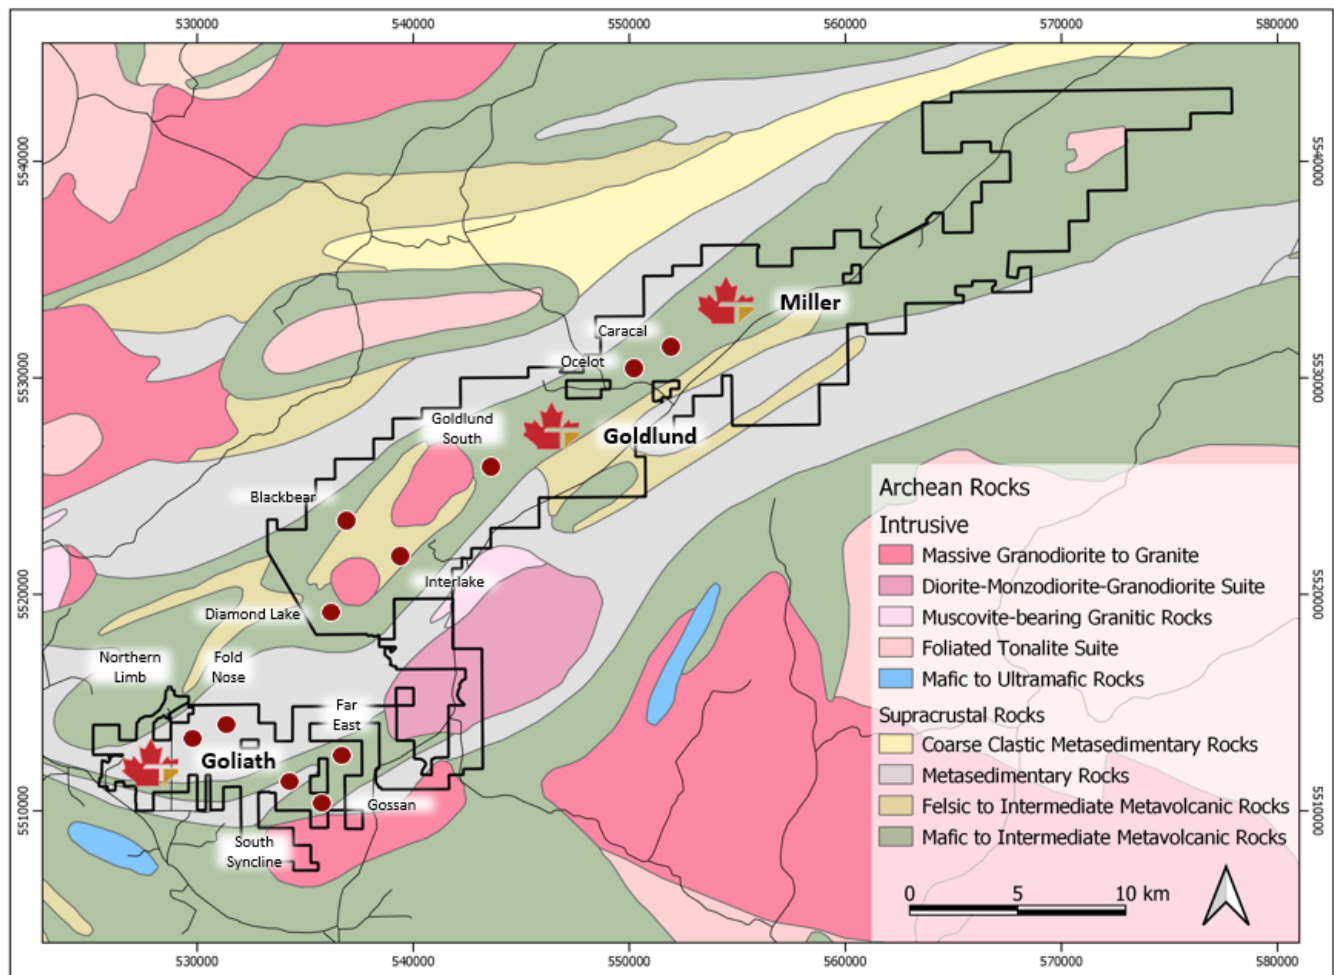 530000
540000
550000
560000
570000
580000
5540000
5540000
Miller
Caracal
Ocelot
5530000
5530000
Goldlund
South
Goldlund
Blackbear
Interlake
5520000
5520000
Diamond Lake
Northern
Limb
Fold
Nose
Far
East
Goliath
Gossan
5510000
5510000
South
Syncline
Archean Rocks
Intrusive
Massive Granodiorite to Granite
Diorite-Monzodiorite-Granodiorite Suite
Muscovite-bearing Granitic Rocks
Foliated Tonalite Suite
Mafic to Ultramafic Rocks
Supracrustal Rocks
Coarse Clastic Metasedimentary Rocks
Metasedimentary Rocks
Felsic to Intermediate Metavolcanic Rocks
Mafic to Intermediate Metavolcanic Rocks
0
5
10 km
530000
540000
550000
560000
570000
580000